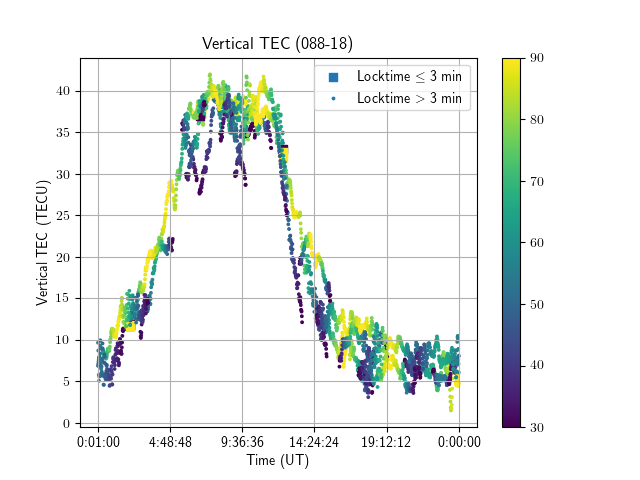 Vertical TEC (088-18)
Locktime ≤ 3 min
Locktime > 3 min
Vertical TEC (TECU)
40
35
30
25
20
15
10
5
0
0:01:00 4:48:48 9:36:36 14:24:24 19:12:12 0:00:00
Time (UT)
90
80
70
60
50
40
30